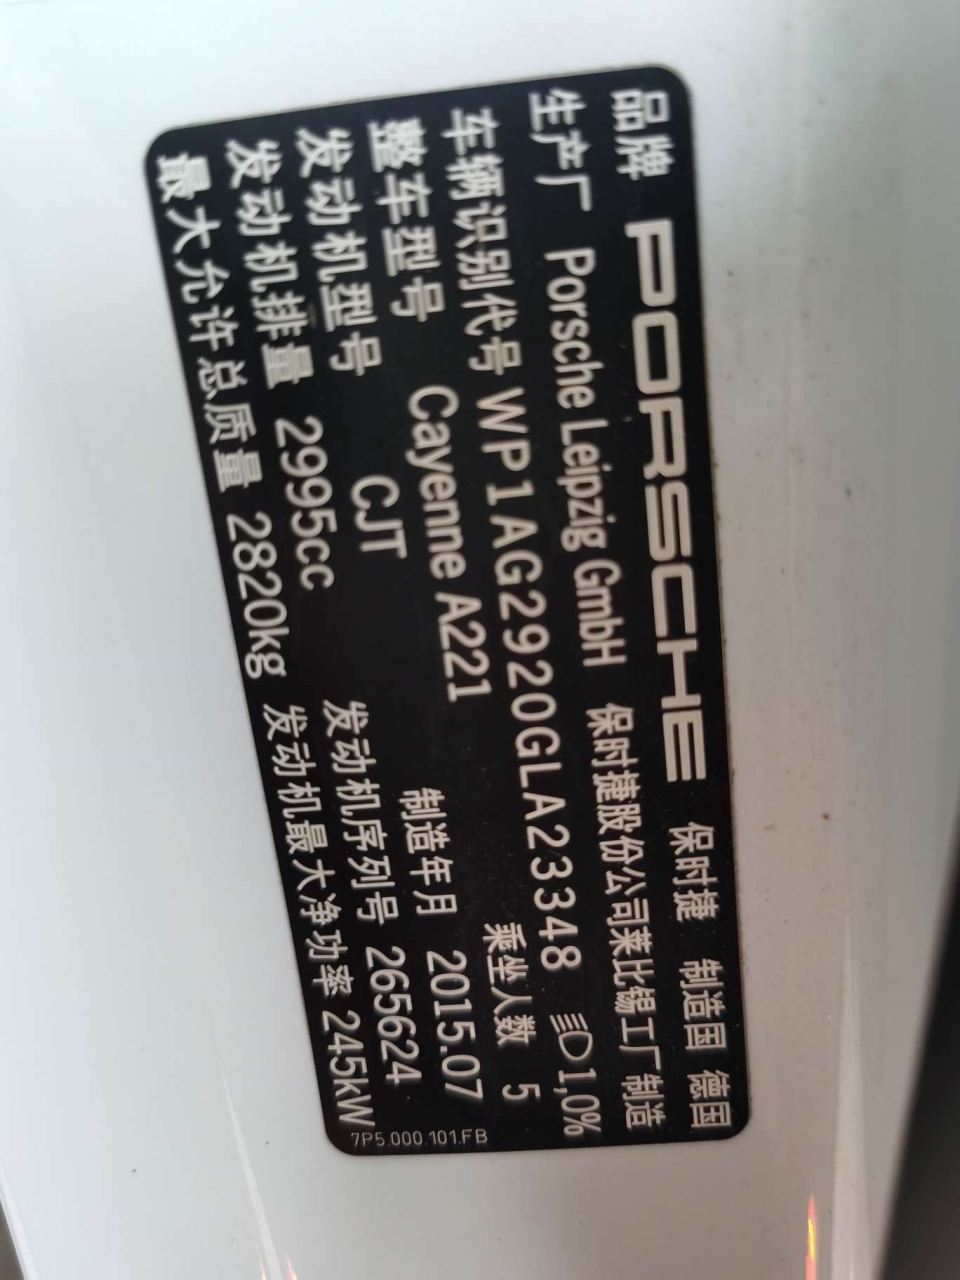 品牌 PORSCHE 保时捷 制造国 德国
生产厂 Porsche Leipzig GmbH 保时捷股份公司莱比锡工厂制造
车辆识别代号 WP1AG2920GLA23348 1,0%
整车型号 Cayenne A221 乘坐人数 5
发动机型号 CJT 制造年月 2015.07
发动机排量 2995cc 发动机序列号 265624
最大允许总质量 2820kg 发动机最大净功率 245kW
7P5.000.101.FB